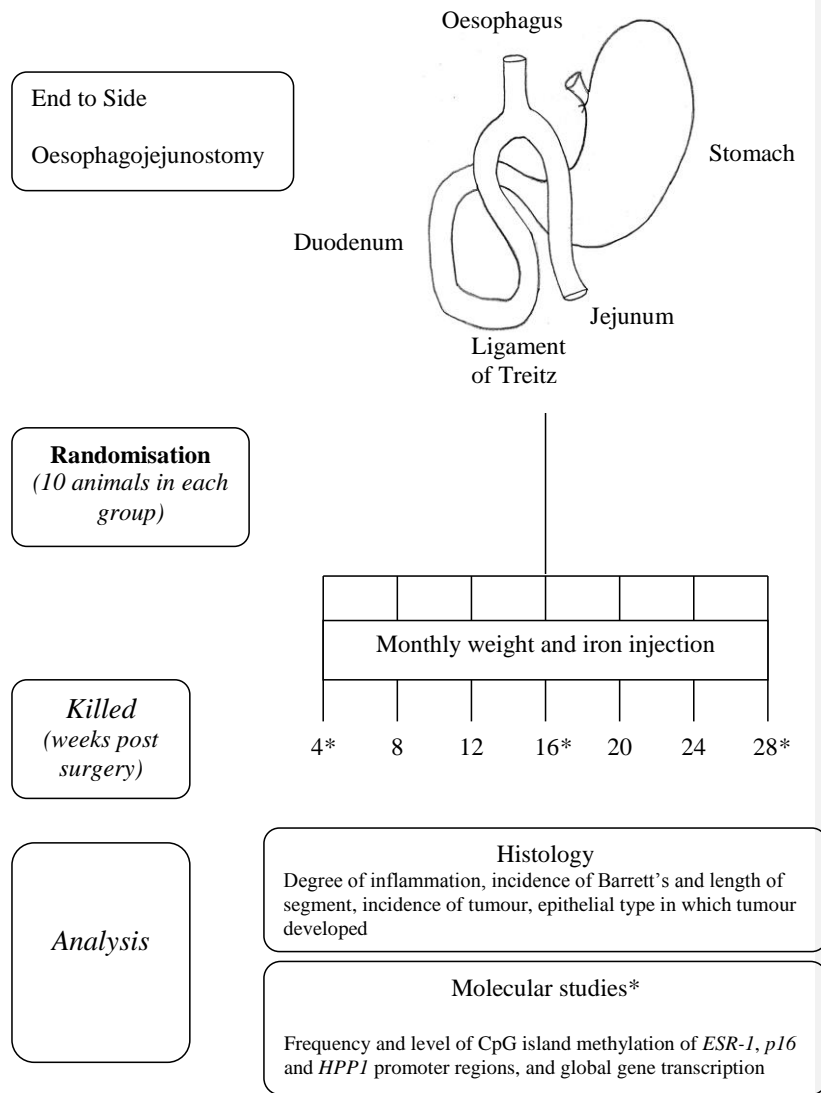 Oesophagus
End to Side
Oesophagojejunostomy
Stomach
Duodenum
Jejunum
Ligament
of Treitz
Randomisation
(10 animals in each
group)
Monthly weight and iron injection
Killed
(weeks post
surgery)
4* 8 12 16* 20 24 28*
Analysis
Histology
Degree of inflammation, incidence of Barrett’s and length of
segment, incidence of tumour, epithelial type in which tumour
developed
Molecular studies*
Frequency and level of CpG island methylation of ESR-1, p16
and HPP1 promoter regions, and global gene transcription